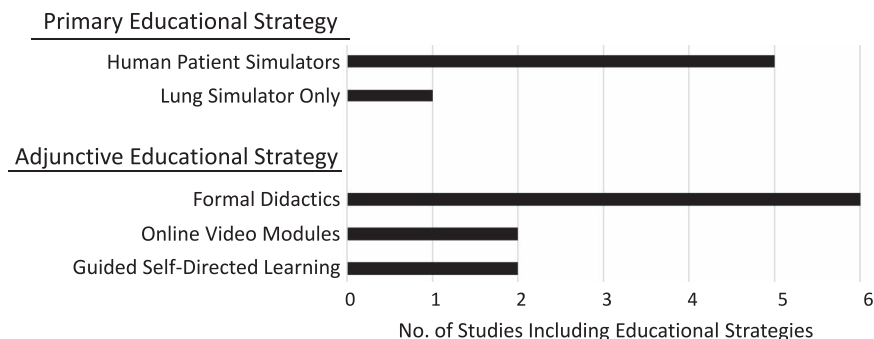 Primary Educational Strategy
Human Patient Simulators
Lung Simulator Only
Adjunctive Educational Strategy
Formal Didactics
Online Video Modules
Guided Self-Directed Learning
0 1 2 3 4 5 6
No. of Studies Including Educational Strategies